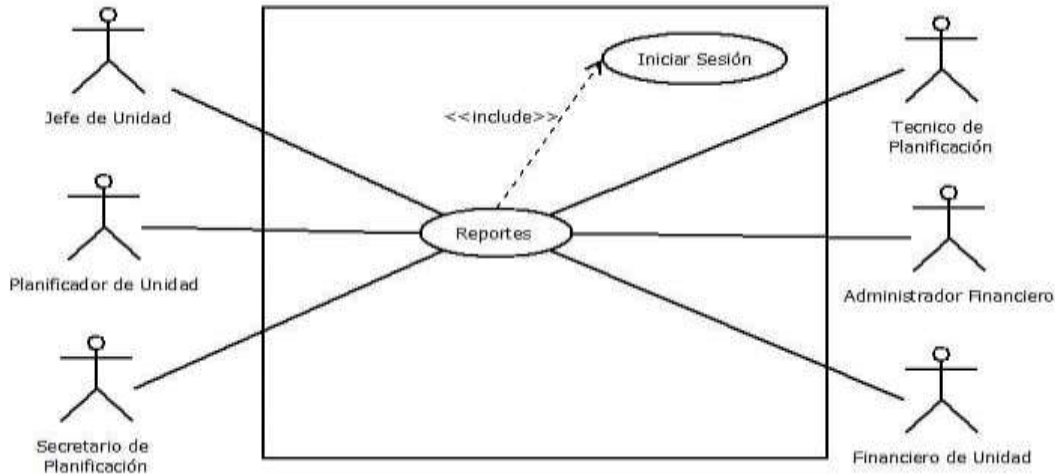 Jefe de Unidad
Iniciar Sesión
<<include>>
Tecnico de
Planificación
Reportes
Planificador de Unidad
Administrador Financiero
Secretario de
Planificación
Financiero de Unidad